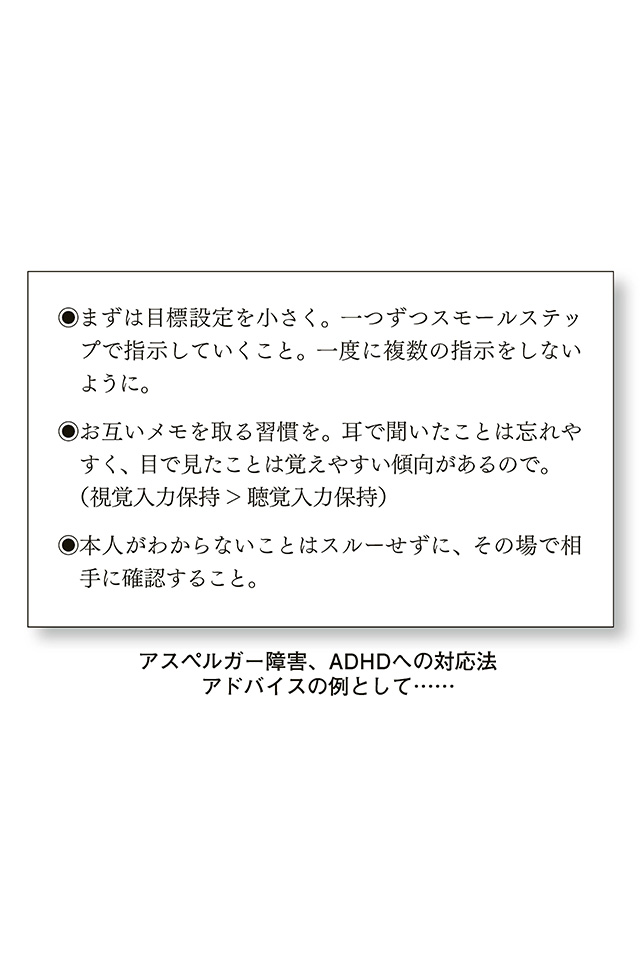 ◉まずは目標設定を小さく。一つずつスモールステッ
プで指示していくこと。一度に複数の指示をしない
ように。
◉お互いメモを取る習慣を。耳で聞いたことは忘れや
すく、目で見たことは覚えやすい傾向があるので。
（視覚入力保持＞聴覚入力保持）
◉本人がわからないことはスルーせずに、その場で相
手に確認すること。
アスペルガー障害、ADHDへの対応法
アドバイスの例として……